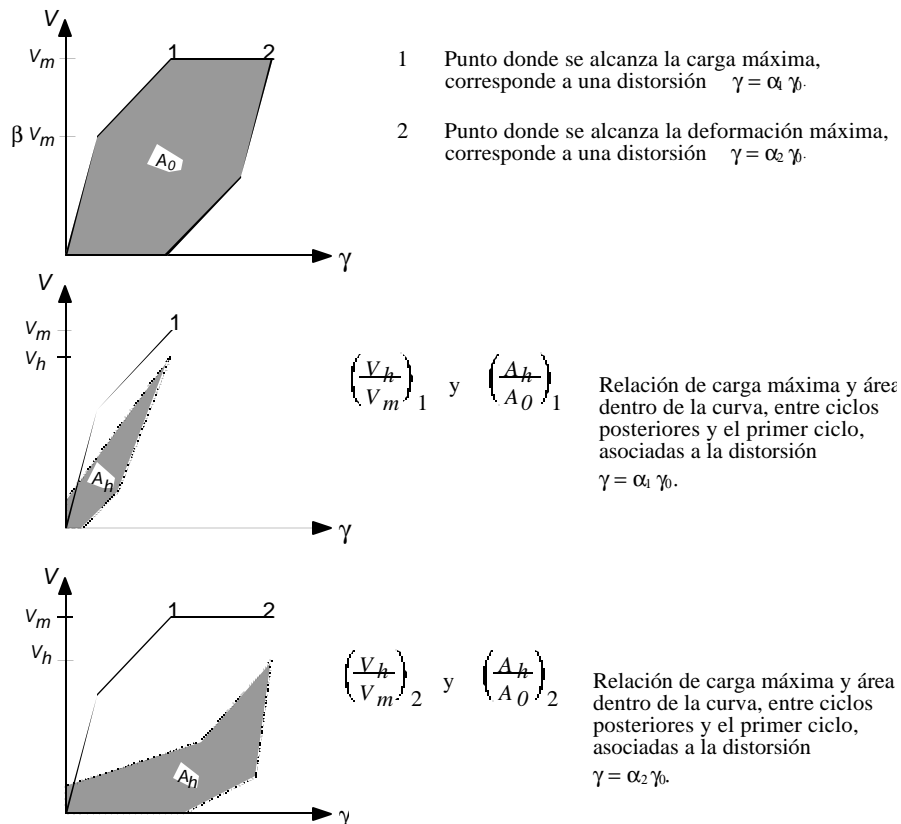 V
V_m
1
2
β V_m
A_0
γ
1 Punto donde se alcanza la carga máxima,
corresponde a una distorsión γ = α₁ γ₀.
2 Punto donde se alcanza la deformación máxima,
corresponde a una distorsión γ = α₂ γ₀.
V
V_m
V_h
1
A_h
γ
(V_h / V_m)₁ y (A_h / A_0)₁
Relación de carga máxima y área
dentro de la curva, entre ciclos
posteriores y el primer ciclo,
asociadas a la distorsión
γ = α₁ γ₀.
V
V_m
V_h
1
2
A_h
γ
(V_h / V_m)₂ y (A_h / A_0)₂
Relación de carga máxima y área
dentro de la curva, entre ciclos
posteriores y el primer ciclo,
asociadas a la distorsión
γ = α₂ γ₀.